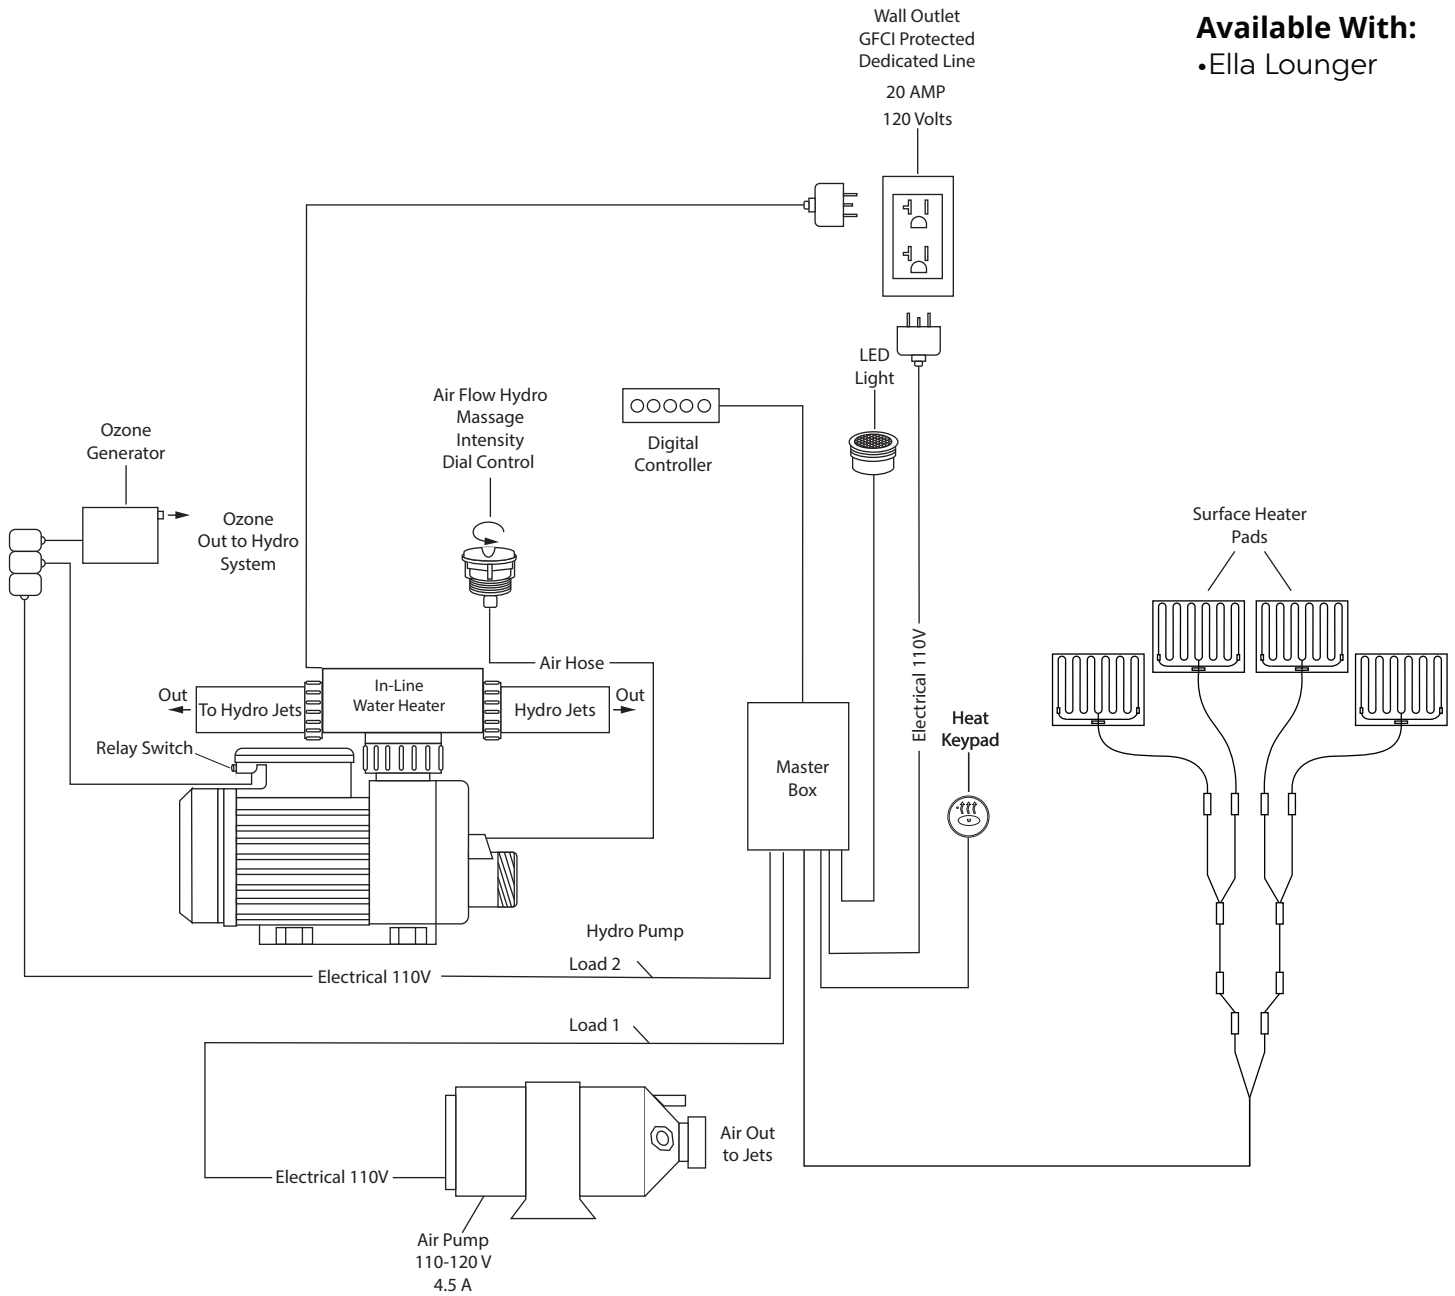 Wall Outlet
GFCI Protected
Dedicated Line
20 AMP
120 Volts
Available With:
•Ella Lounger
LED
Light
Air Flow Hydro
Massage
Intensity
Dial Control
Digital
Controller
Ozone
Generator
Ozone
Out to Hydro
System
Surface Heater
Pads
Air Hose
Out
To Hydro Jets
In-Line
Water Heater
Hydro Jets
Out
Relay Switch
Electrical 110V
Heat
Keypad
Master
Box
Hydro Pump
Load 2
Electrical 110V
Load 1
Air Out
to Jets
Electrical 110V
Air Pump
110-120 V
4.5 A